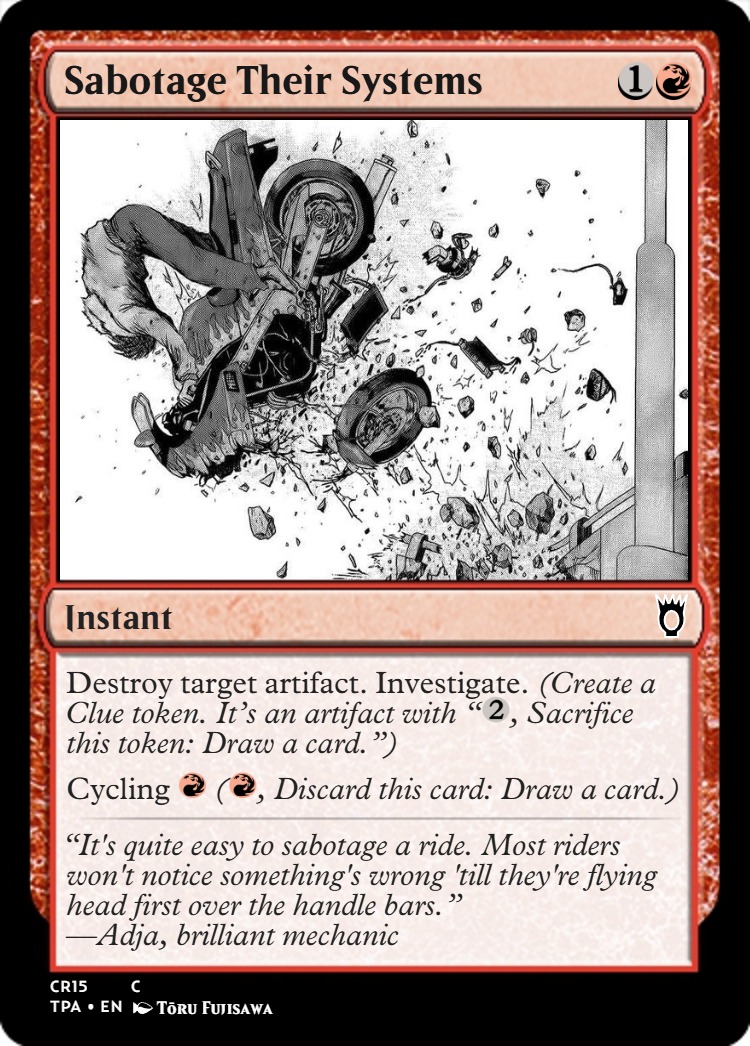 Sabotage Their Systems 1
Instant
Destroy target artifact. Investigate. (Create a
Clue token. It's an artifact with “2, Sacrifice
this token: Draw a card.”)
Cycling (, Discard this card: Draw a card.)
“It's quite easy to sabotage a ride. Most riders
won't notice something's wrong 'till they're flying
head first over the handle bars.”
—Adja, brilliant mechanic
CR15 C
TPA • EN Tōru Fujisawa